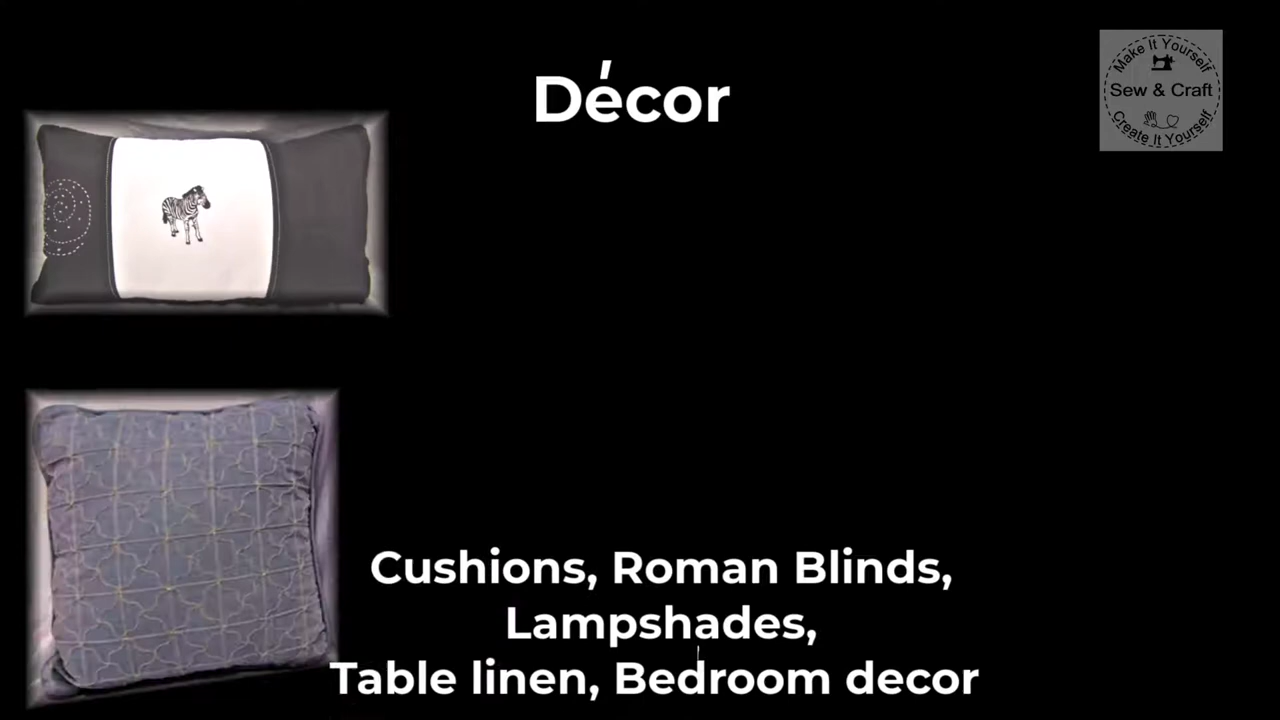 Décor
Make It Yourself
Sew & Craft
Create It Yourself
Cushions, Roman Blinds,
Lampshades,
Table linen, Bedroom decor